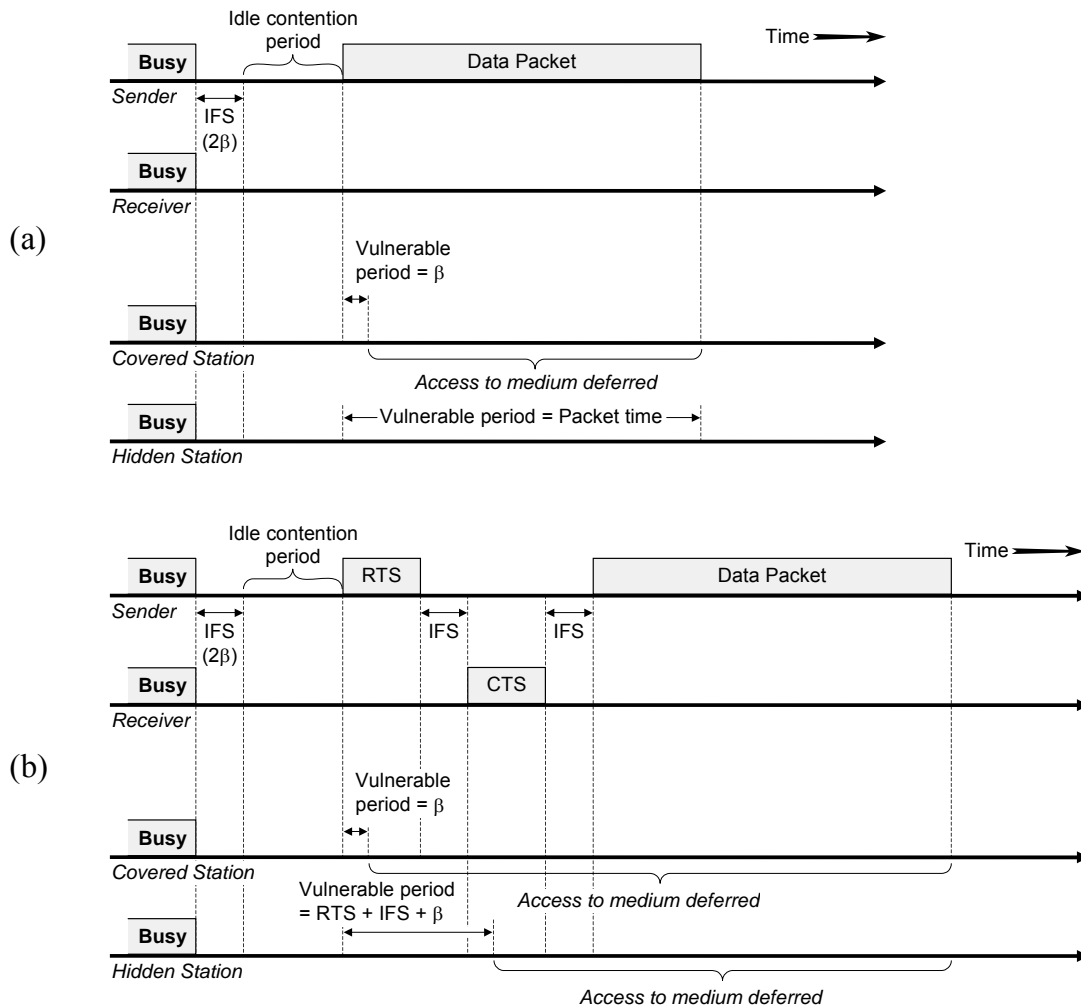 Idle contention
period
Time
Busy
Data Packet
Sender
IFS
(2β)
Busy
Receiver
(a)
Vulnerable
period = β
Busy
Covered Station
Access to medium deferred
Vulnerable period = Packet time
Busy
Hidden Station
Idle contention
period
Time
Busy
RTS
Data Packet
Sender
IFS
(2β)
IFS
IFS
Busy
CTS
Receiver
(b)
Vulnerable
period = β
Busy
Covered Station
Access to medium deferred
Vulnerable period
= RTS + IFS + β
Busy
Hidden Station
Access to medium deferred